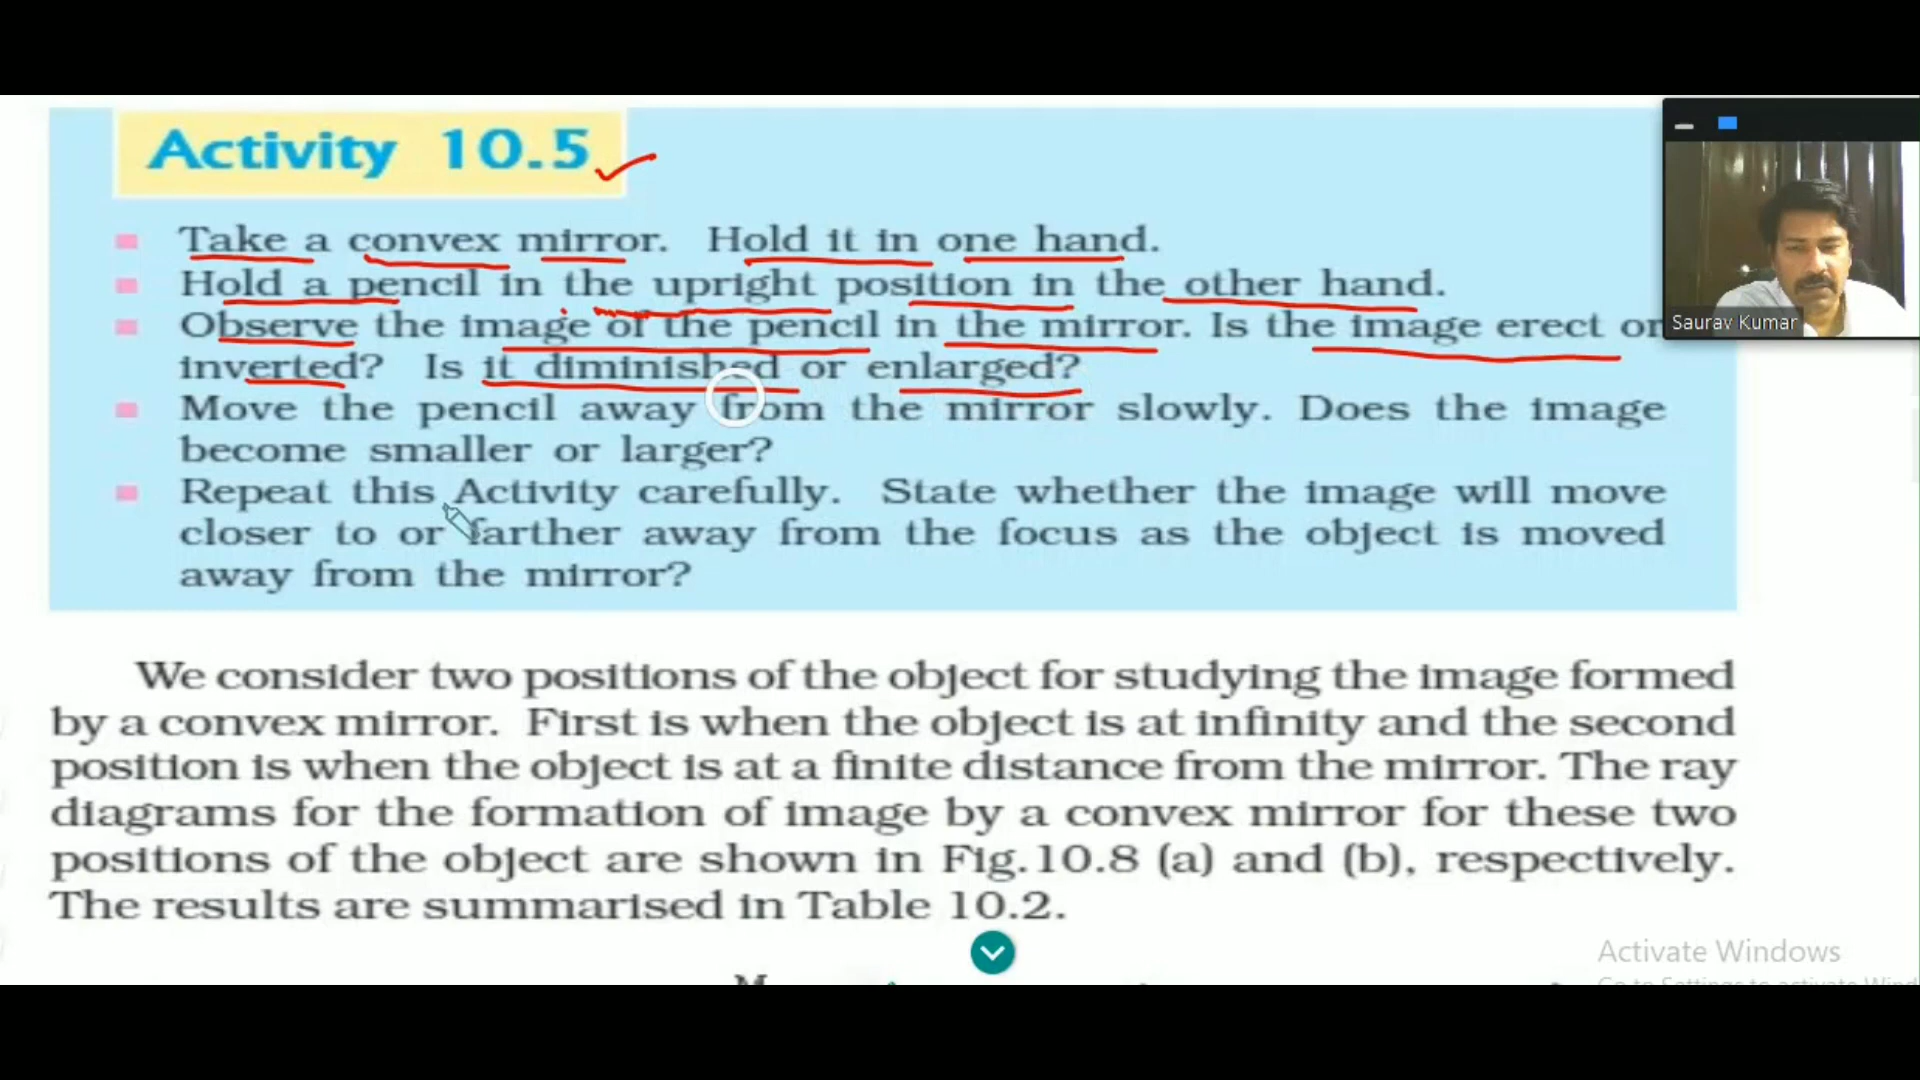 Activity 10.5
Take a convex mirror. Hold it in one hand.
Hold a pencil in the upright position in the other hand.
Observe the image of the pencil in the mirror. Is the image erect or
inverted? Is it diminished or enlarged?
Move the pencil away from the mirror slowly. Does the image
become smaller or larger?
Repeat this Activity carefully. State whether the image will move
closer to or farther away from the focus as the object is moved
away from the mirror?
Saurav Kumar
We consider two positions of the object for studying the image formed
by a convex mirror. First is when the object is at infinity and the second
position is when the object is at a finite distance from the mirror. The ray
diagrams for the formation of image by a convex mirror for these two
positions of the object are shown in Fig.10.8 (a) and (b), respectively.
The results are summarised in Table 10.2.
M
Activate Windows
Go to Settings to activate Wind